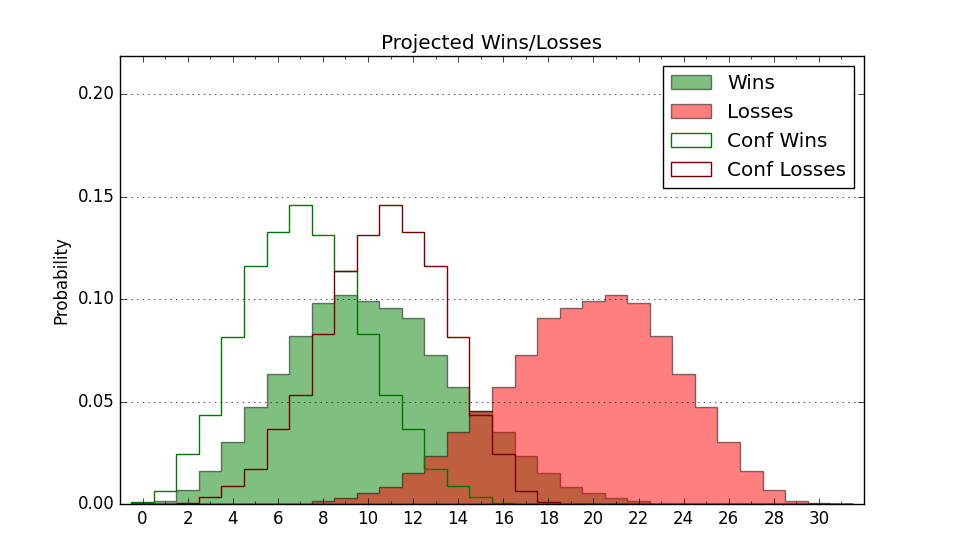 Projected Wins/Losses
Wins
Losses
Conf Wins
Conf Losses
Probability
0.20
0.15
0.10
0.05
0.00
0 2 4 6 8 10 12 14 16 18 20 22 24 26 28 30